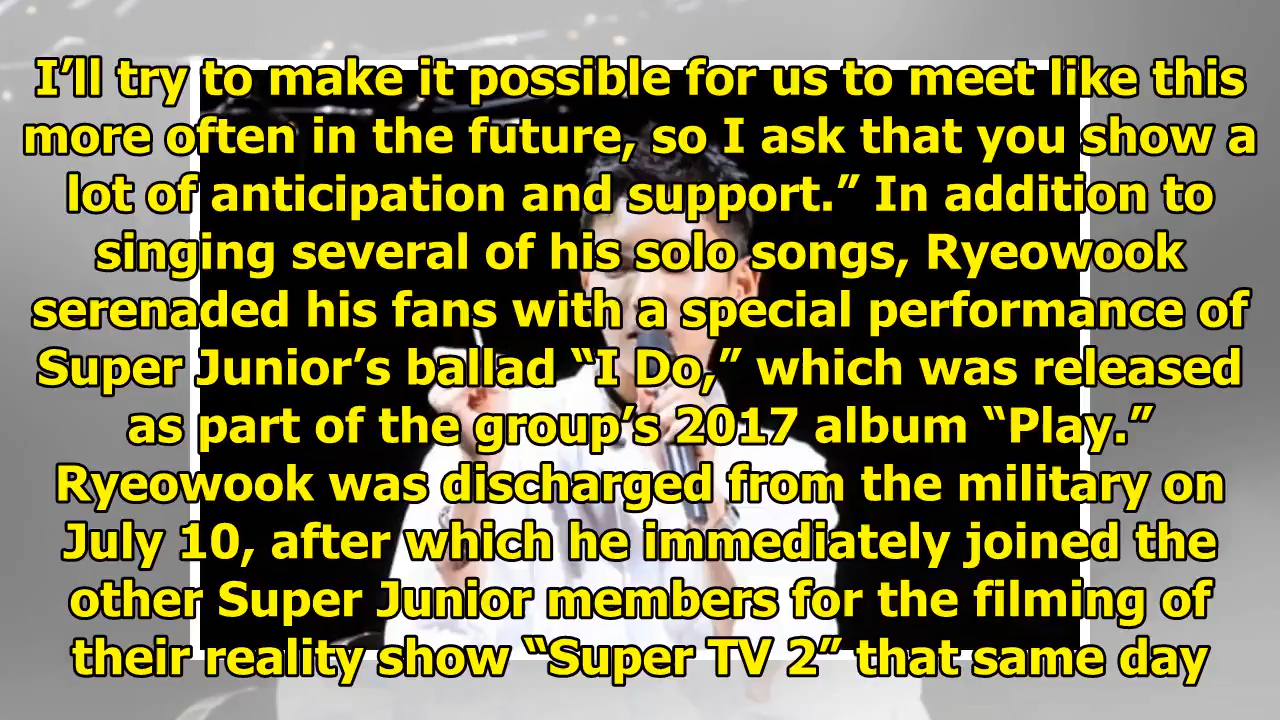 I’ll try to make it possible for us to meet like this
more often in the future, so I ask that you show a
lot of anticipation and support.” In addition to
singing several of his solo songs, Ryeowook
serenaded his fans with a special performance of
Super Junior’s ballad “I Do,” which was released
as part of the group’s 2017 album “Play.”
Ryeowook was discharged from the military on
July 10, after which he immediately joined the
other Super Junior members for the filming of
their reality show “Super TV 2” that same day